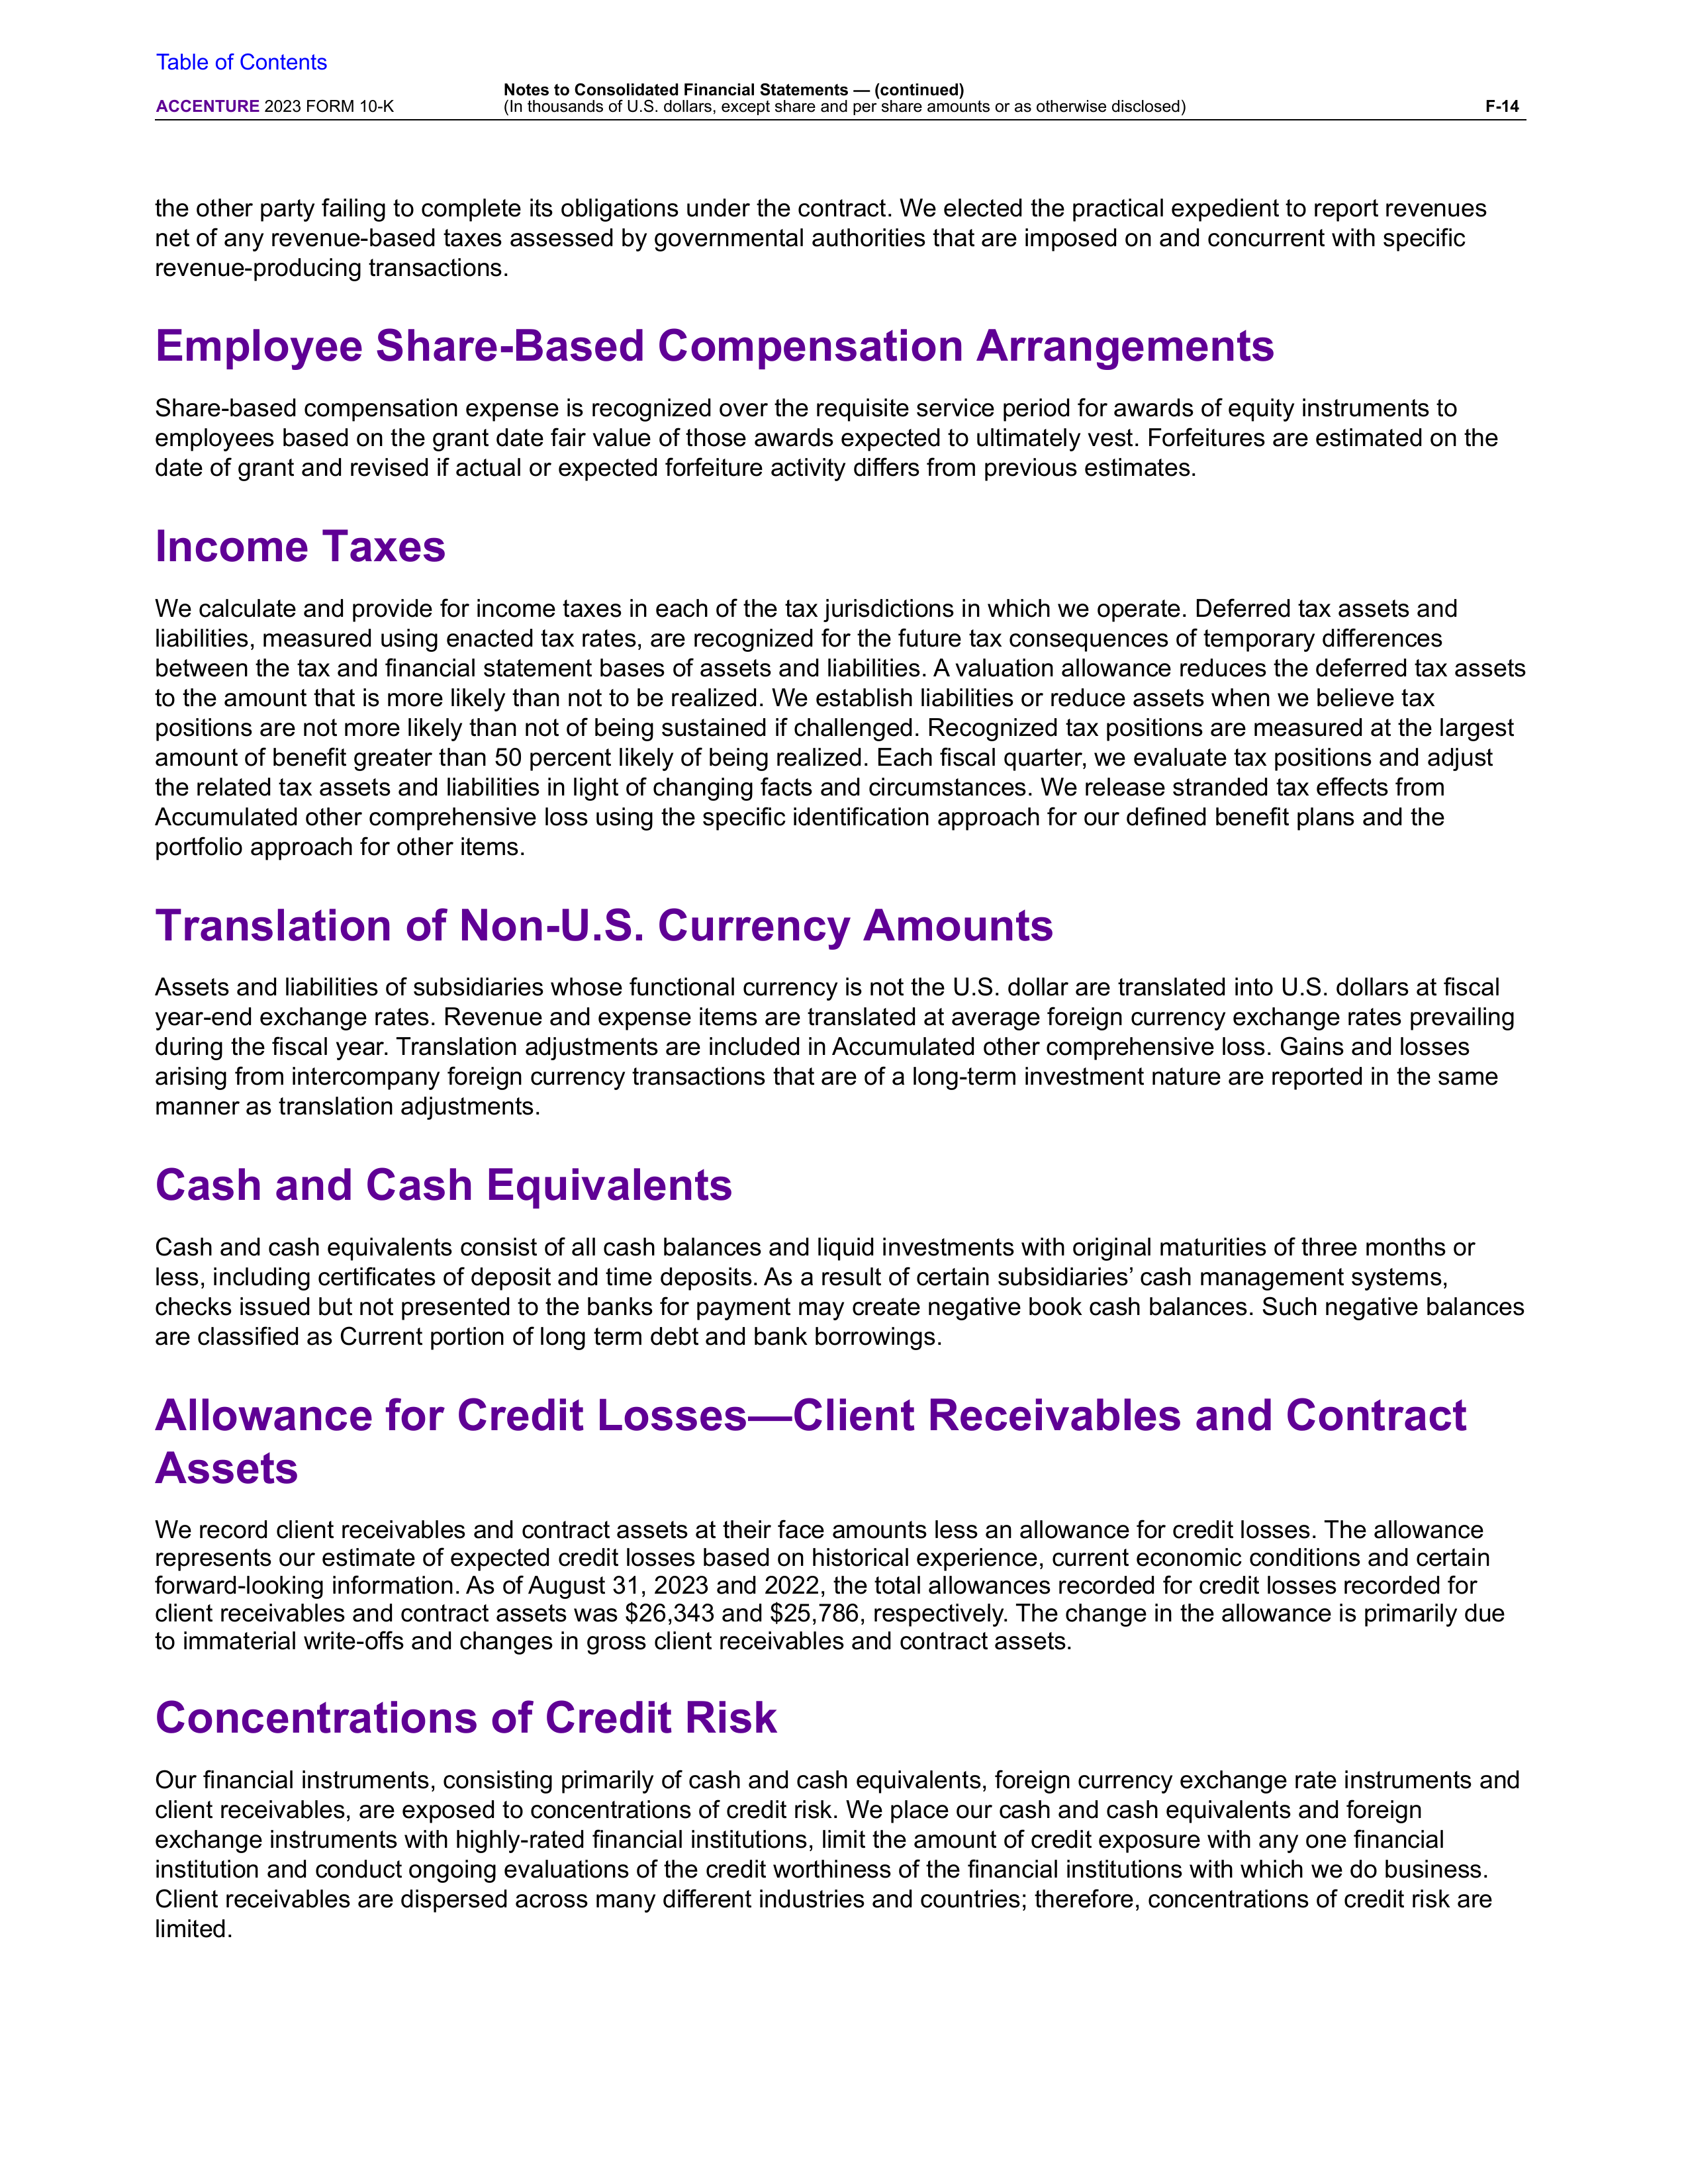 Table of Contents
Notes to Consolidated Financial Statements — (continued)
ACCENTURE 2023 FORM 10-K (In thousands of U.S. dollars, except share and per share amounts or as otherwise disclosed) F-14
the other party failing to complete its obligations under the contract. We elected the practical expedient to report revenues
net of any revenue-based taxes assessed by governmental authorities that are imposed on and concurrent with specific
revenue-producing transactions.
Employee Share-Based Compensation Arrangements
Share-based compensation expense is recognized over the requisite service period for awards of equity instruments to
employees based on the grant date fair value of those awards expected to ultimately vest. Forfeitures are estimated on the
date of grant and revised if actual or expected forfeiture activity differs from previous estimates.
Income Taxes
We calculate and provide for income taxes in each of the tax jurisdictions in which we operate. Deferred tax assets and
liabilities, measured using enacted tax rates, are recognized for the future tax consequences of temporary differences
between the tax and financial statement bases of assets and liabilities. A valuation allowance reduces the deferred tax assets
to the amount that is more likely than not to be realized. We establish liabilities or reduce assets when we believe tax
positions are not more likely than not of being sustained if challenged. Recognized tax positions are measured at the largest
amount of benefit greater than 50 percent likely of being realized. Each fiscal quarter, we evaluate tax positions and adjust
the related tax assets and liabilities in light of changing facts and circumstances. We release stranded tax effects from
Accumulated other comprehensive loss using the specific identification approach for our defined benefit plans and the
portfolio approach for other items.
Translation of Non-U.S. Currency Amounts
Assets and liabilities of subsidiaries whose functional currency is not the U.S. dollar are translated into U.S. dollars at fiscal
year-end exchange rates. Revenue and expense items are translated at average foreign currency exchange rates prevailing
during the fiscal year. Translation adjustments are included in Accumulated other comprehensive loss. Gains and losses
arising from intercompany foreign currency transactions that are of a long-term investment nature are reported in the same
manner as translation adjustments.
Cash and Cash Equivalents
Cash and cash equivalents consist of all cash balances and liquid investments with original maturities of three months or
less, including certificates of deposit and time deposits. As a result of certain subsidiaries’ cash management systems,
checks issued but not presented to the banks for payment may create negative book cash balances. Such negative balances
are classified as Current portion of long term debt and bank borrowings.
Allowance for Credit Losses—Client Receivables and Contract
Assets
We record client receivables and contract assets at their face amounts less an allowance for credit losses. The allowance
represents our estimate of expected credit losses based on historical experience, current economic conditions and certain
forward-looking information. As of August 31, 2023 and 2022, the total allowances recorded for credit losses recorded for
client receivables and contract assets was $26,343 and $25,786, respectively. The change in the allowance is primarily due
to immaterial write-offs and changes in gross client receivables and contract assets.
Concentrations of Credit Risk
Our financial instruments, consisting primarily of cash and cash equivalents, foreign currency exchange rate instruments and
client receivables, are exposed to concentrations of credit risk. We place our cash and cash equivalents and foreign
exchange instruments with highly-rated financial institutions, limit the amount of credit exposure with any one financial
institution and conduct ongoing evaluations of the credit worthiness of the financial institutions with which we do business.
Client receivables are dispersed across many different industries and countries; therefore, concentrations of credit risk are
limited.